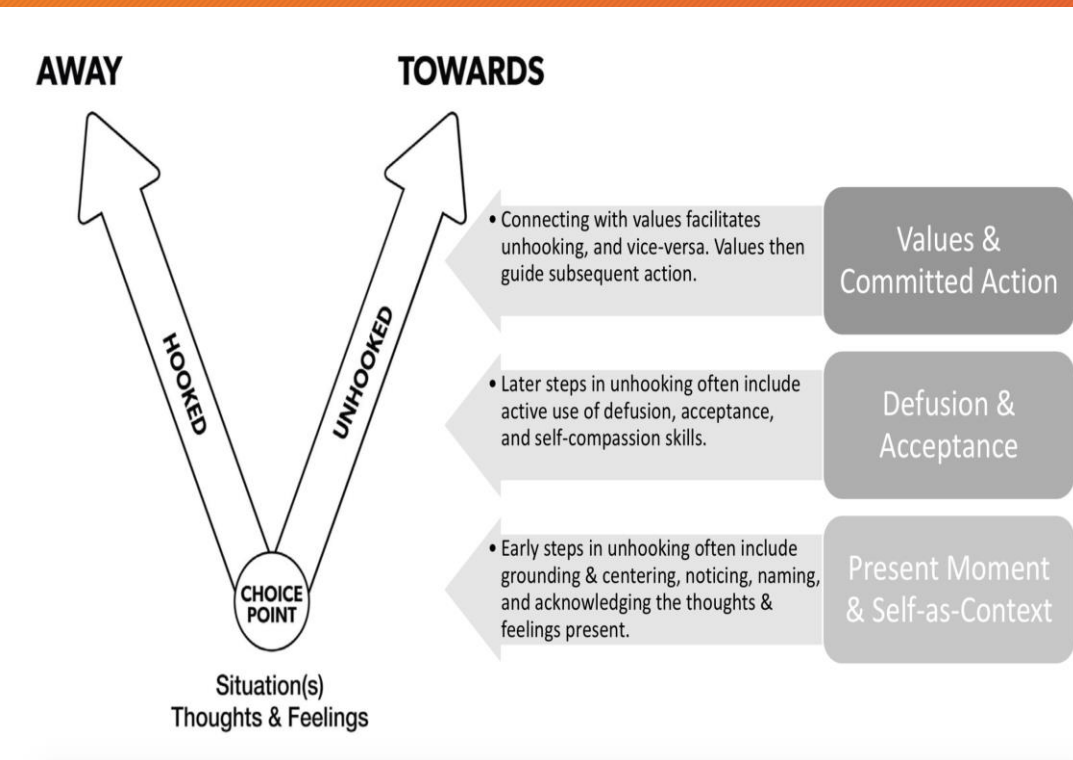 AWAY
TOWARDS
HOOKED
UNHOOKED
CHOICE
POINT
Situation(s)
Thoughts & Feelings
• Connecting with values facilitates
unhooking, and vice-versa. Values then
guide subsequent action.
Values &
Committed Action
• Later steps in unhooking often include
active use of defusion, acceptance,
and self-compassion skills.
Defusion &
Acceptance
• Early steps in unhooking often include
grounding & centering, noticing, naming,
and acknowledging the thoughts &
feelings present.
Present Moment
& Self-as-Context